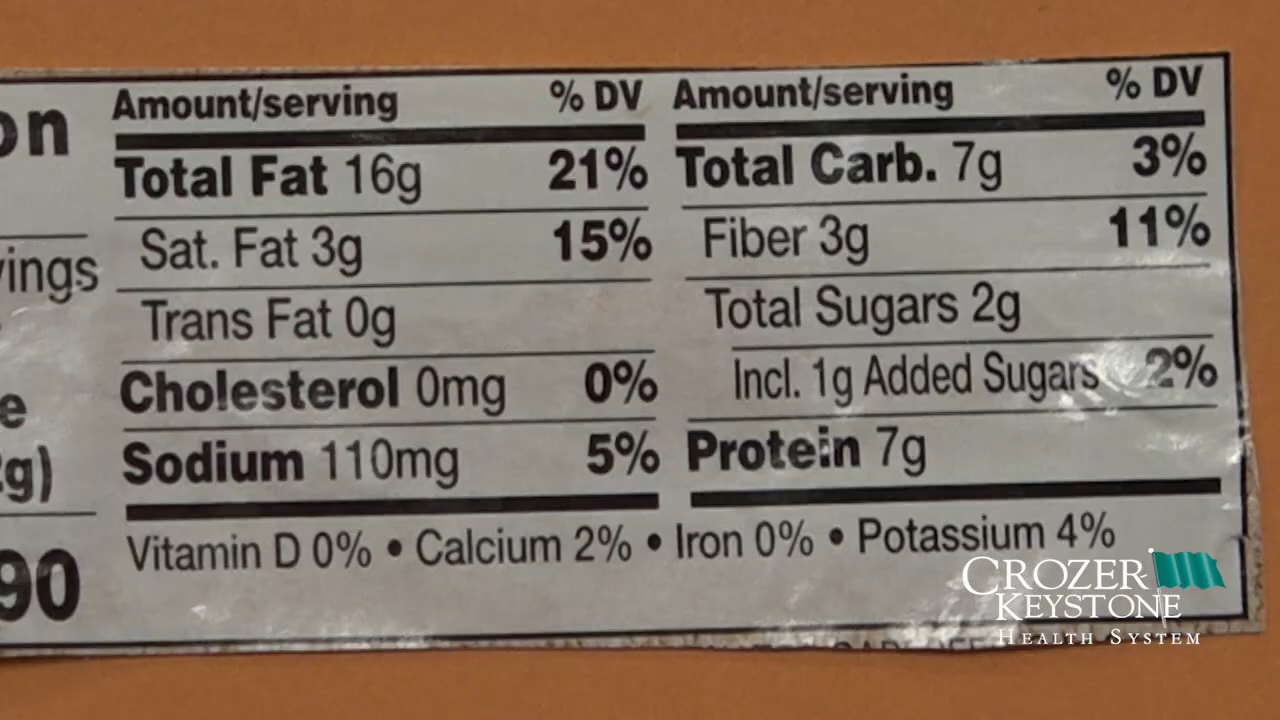 Amount/serving % DV Amount/serving % DV
Total Fat 16g 21% Total Carb. 7g 3%
Sat. Fat 3g 15% Fiber 3g 11%
Trans Fat 0g Total Sugars 2g
Incl. 1g Added Sugars 2%
Cholesterol 0mg 0%
Sodium 110mg 5% Protein 7g
Vitamin D 0% • Calcium 2% • Iron 0% • Potassium 4%
on
vings
e
g)
90
CROZER
KEYSTONE
HEALTH SYSTEM